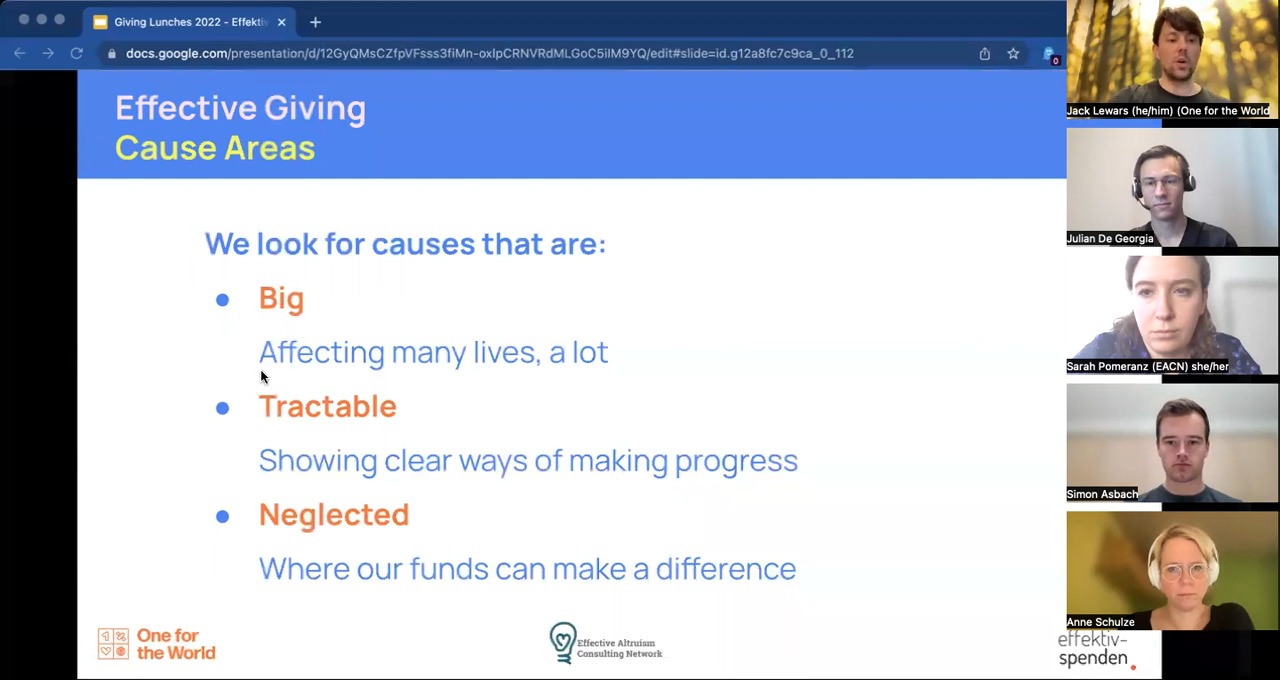 Giving Lunches 2022 - Effekti
docs.google.com/presentation/d/12GyQMsCZfpVFsss3fiMn-oxIpCRNVRdMLGoC5iIM9YQ/edit#slide=id.g12a8fc7c9ca_0_112
0
Effective Giving
Cause Areas
We look for causes that are:
Big
Affecting many lives, a lot
Tractable
Showing clear ways of making progress
Neglected
Where our funds can make a difference
One for
the World
Effective Altruism
Consulting Network
effektiv-
spenden.
Jack Lewars (he/him) (One for the World
Julian De Georgia
Sarah Pomeranz (EACN) she/her
Simon Asbach
Anne Schulze